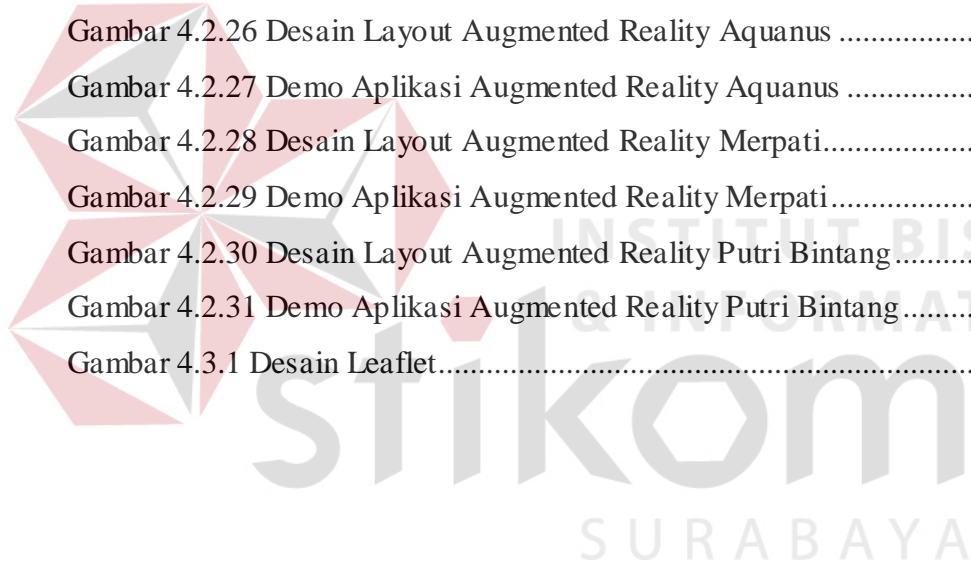 Gambar 4.2.26 Desain Layout Augmented Reality Aquanus ..................
Gambar 4.2.27 Demo Aplikasi Augmented Reality Aquanus .................
Gambar 4.2.28 Desain Layout Augmented Reality Merpati....................
Gambar 4.2.29 Demo Aplikasi Augmented Reality Merpati...................
INSTITUT BIS
Gambar 4.2.30 Desain Layout Augmented Reality Putri Bintang..........
Gambar 4.2.31 Demo Aplikasi Augmented Reality Putri Bintang.........
& INFORMAT
Gambar 4.3.1 Desain Leaflet..................................................................
stikom
SURABAYA